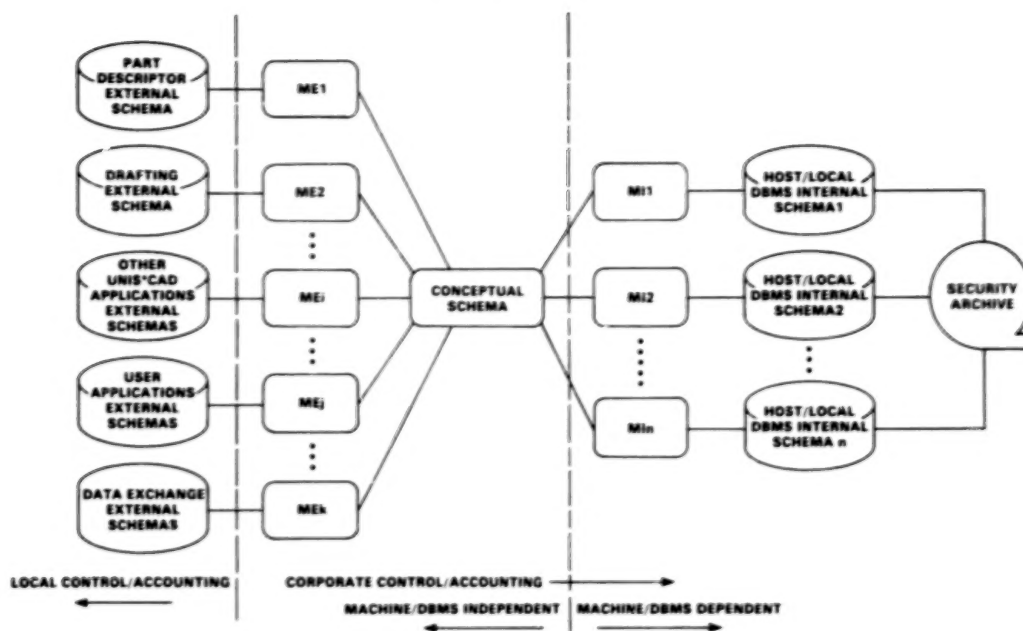 PART
DESCRIPTOR
EXTERNAL
SCHEMA
ME1
DRAFTING
EXTERNAL
SCHEMA
ME2
OTHER
UNIS*CAD
APPLICATIONS
EXTERNAL
SCHEMAS
MEi
USER
APPLICATIONS
EXTERNAL
SCHEMAS
MEj
DATA EXCHANGE
EXTERNAL
SCHEMAS
MEk
CONCEPTUAL
SCHEMA
MI1
HOST/LOCAL
DBMS INTERNAL
SCHEMA1
MI2
HOST/LOCAL
DBMS INTERNAL
SCHEMA2
MIn
HOST/LOCAL
DBMS INTERNAL
SCHEMA n
SECURITY
ARCHIVE
LOCAL CONTROL/ACCOUNTING
CORPORATE CONTROL/ACCOUNTING
MACHINE/DBMS INDEPENDENT
MACHINE/DBMS DEPENDENT